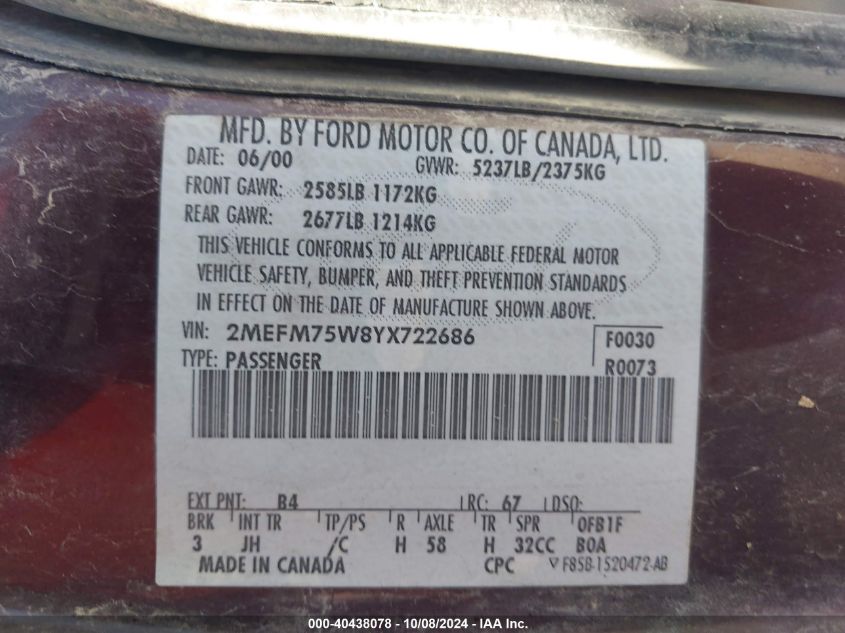 MFD. BY FORD MOTOR CO. OF CANADA, LTD.
DATE: 06/00 GVWR: 5237LB/2375KG
FRONT GAWR: 2585LB 1172KG
REAR GAWR: 2677LB 1214KG
THIS VEHICLE CONFORMS TO ALL APPLICABLE FEDERAL MOTOR
VEHICLE SAFETY, BUMPER, AND THEFT PREVENTION STANDARDS
IN EFFECT ON THE DATE OF MANUFACTURE SHOWN ABOVE.
VIN: 2MEFM75W8YX722686 F0030
TYPE: PASSENGER R0073
EXT PNT: B4 RC: 67 DSO:
BRK INT TR TP/PS R AXLE TR SPR OFB1F
3 JH /C H 58 H 32CC BOA
MADE IN CANADA CPC F85B-1520472-AB
000-40438078 - 10/08/2024 - IAA Inc.